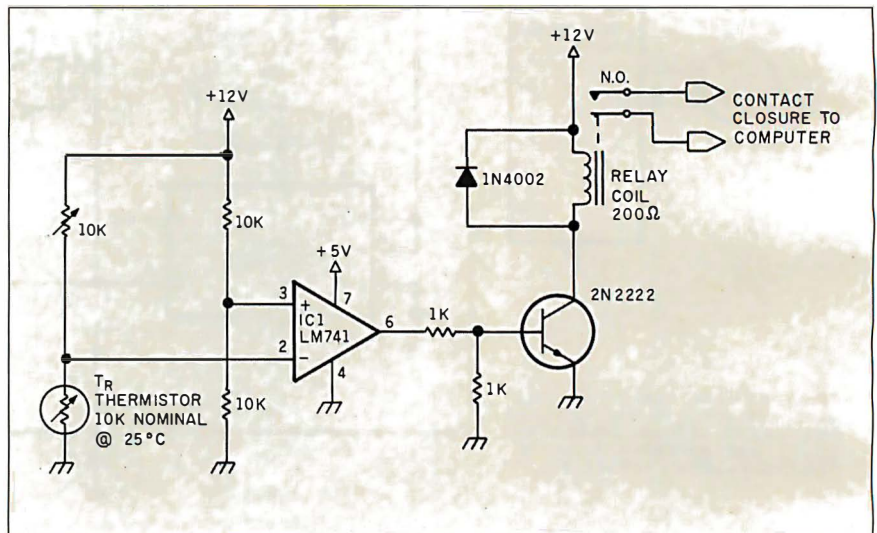 +12V
N.O.
CONTACT
CLOSURE TO
COMPUTER
+12V
1N4002
RELAY
COIL
200Ω
10K
10K
+5V
2N2222
3
+
7
IC1
LM741
6
1K
2
−
4
TR
THERMISTOR
10K NOMINAL
@ 25°C
10K
1K